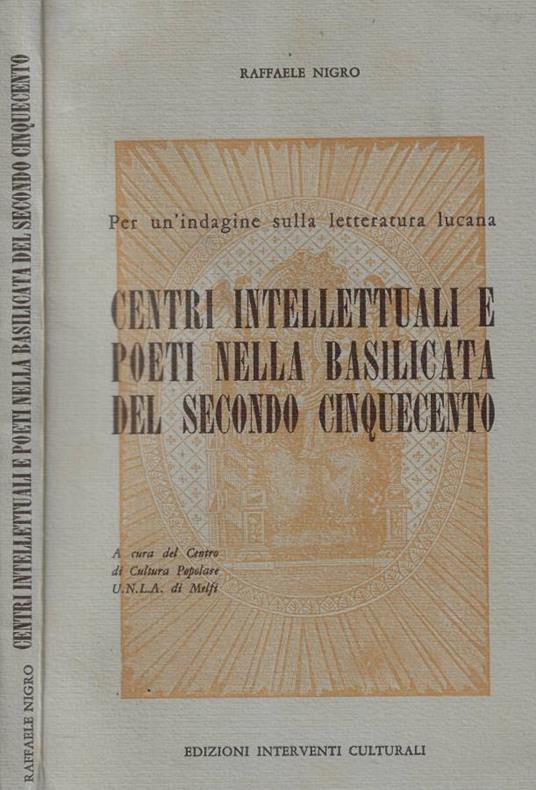 RAFFAELE NIGRO CENTRI INTELLETTUALI E POETI NELLA BASILICATA DEL SECONDO CINQUECENTO
RAFFAELE NIGRO
Per un'indagine sulla letteratura lucana
CENTRI INTELLETTUALI E
POETI NELLA BASILICATA
DEL SECONDO CINQUECENTO
A cura del Centro
di Cultura Popolare
U.N.L.A. di Melfi
EDIZIONI INTERVENTI CULTURALI